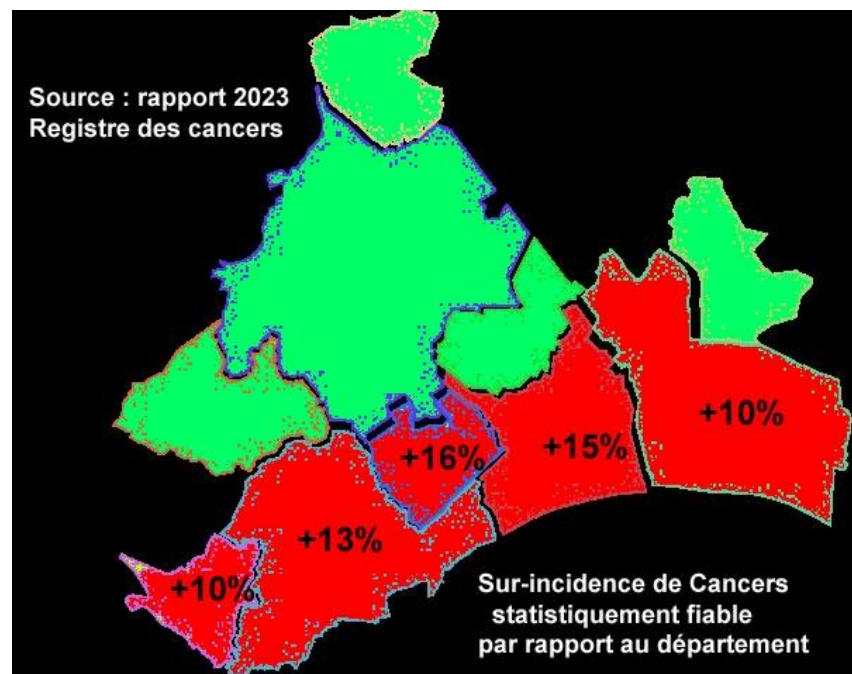 Source : rapport 2023
Registre des cancers
+10%
+16%
+15%
+13%
+10%
Sur-incidence de Cancers
statistiquement fiable
par rapport au département